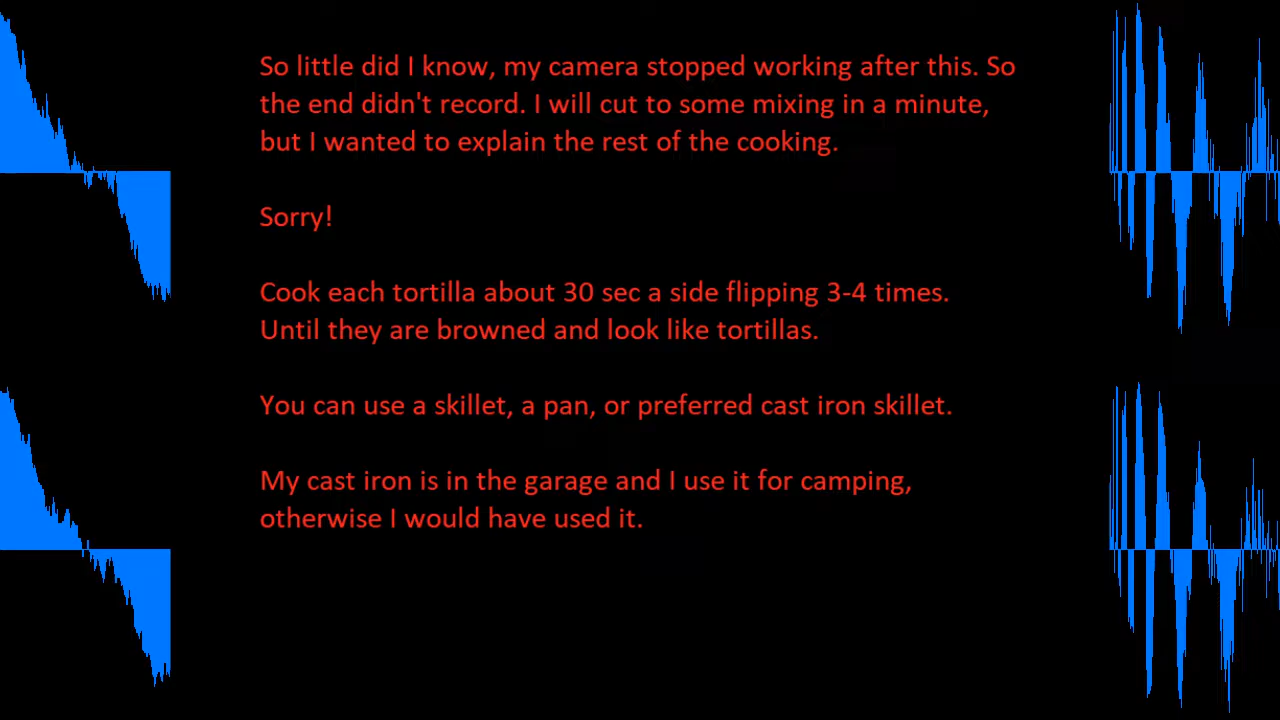 So little did I know, my camera stopped working after this. So
the end didn't record. I will cut to some mixing in a minute,
but I wanted to explain the rest of the cooking.
Sorry!
Cook each tortilla about 30 sec a side flipping 3-4 times.
Until they are browned and look like tortillas.
You can use a skillet, a pan, or preferred cast iron skillet.
My cast iron is in the garage and I use it for camping,
otherwise I would have used it.